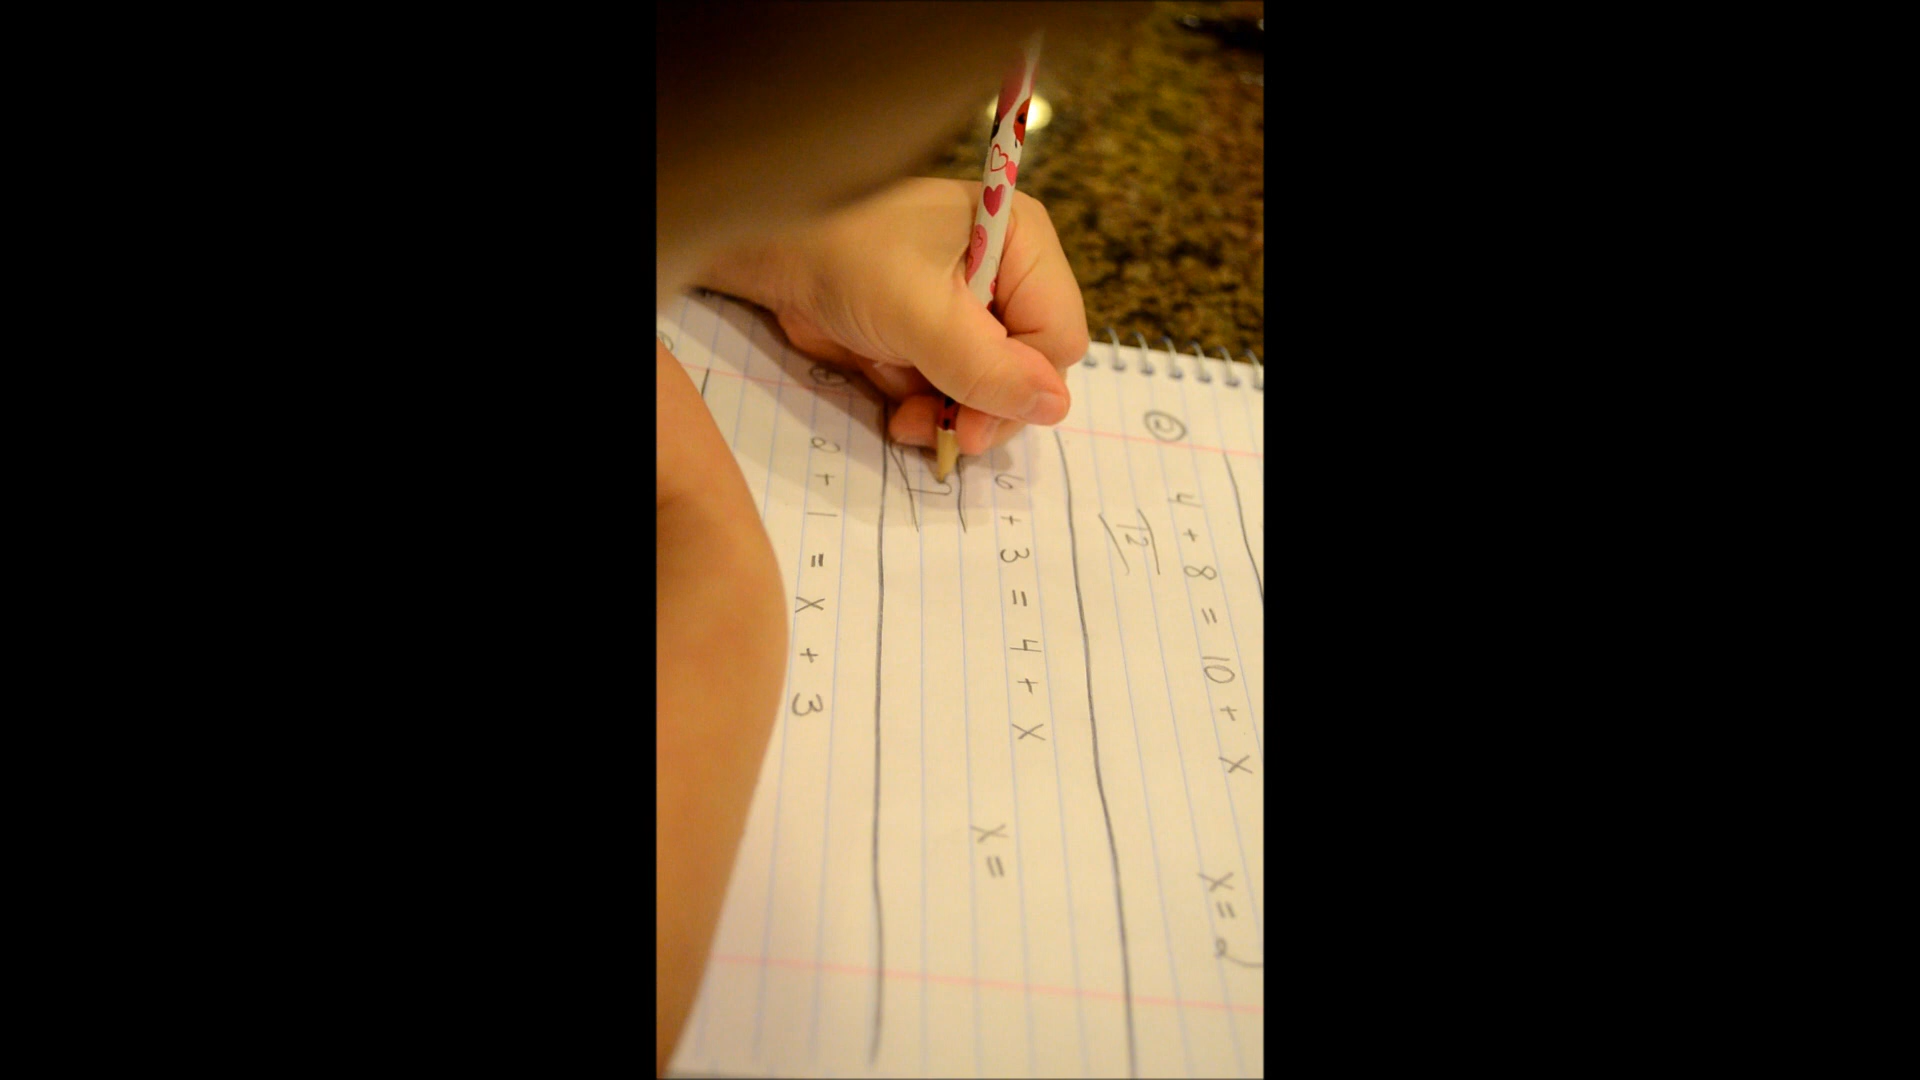 ② 4 + 8 = 10 + X
X = 2
12
6 + 3 = 4 + X
X =
2 + 1 = X + 3